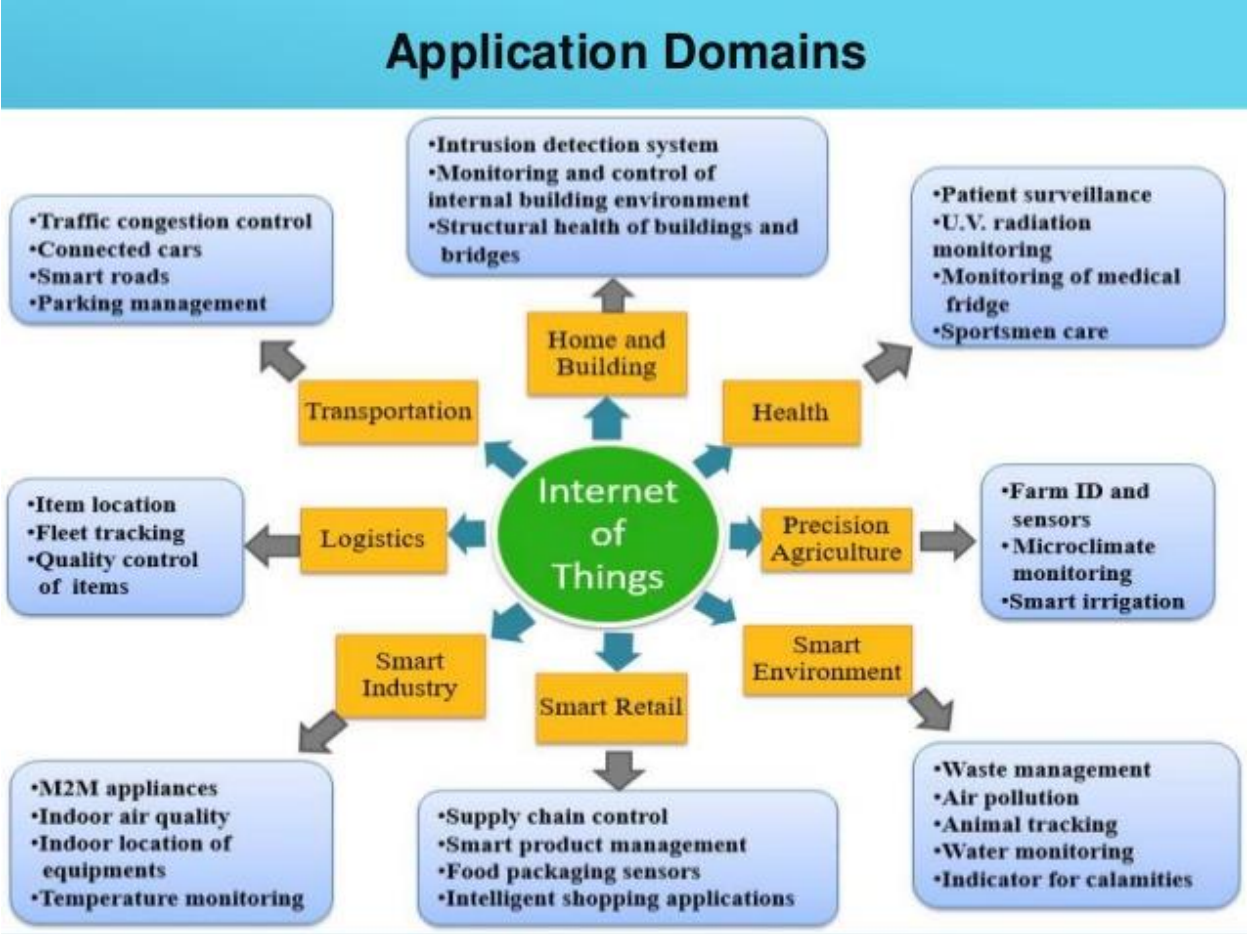 Application Domains
•Intrusion detection system
•Monitoring and control of
internal building environment
•Structural health of buildings and
bridges
•Traffic congestion control
•Connected cars
•Smart roads
•Parking management
•Patient surveillance
•U.V. radiation
monitoring
•Monitoring of medical
fridge
•Sportsmen care
Home and
Building
Transportation
Health
•Item location
•Fleet tracking
•Quality control
of items
Logistics
Internet
of
Things
Precision
Agriculture
•Farm ID and
sensors
•Microclimate
monitoring
•Smart irrigation
Smart
Industry
Smart Retail
Smart
Environment
•M2M appliances
•Indoor air quality
•Indoor location of
equipments
•Temperature monitoring
•Supply chain control
•Smart product management
•Food packaging sensors
•Intelligent shopping applications
•Waste management
•Air pollution
•Animal tracking
•Water monitoring
•Indicator for calamities